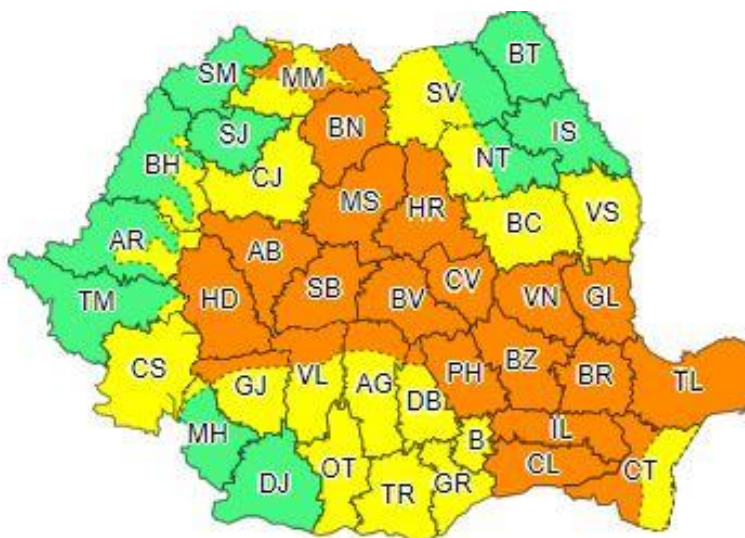 BT
SM
MM
SV
BN
IS
SJ
NT
BH
CJ
MS
HR
BC
VS
AR
AB
HD
SB
BV
CV
VN
GL
TM
CS
GJ
VL
AG
DB
PH
BZ
BR
TL
MH
B
IL
OT
TR
GR
CL
CT
DJ